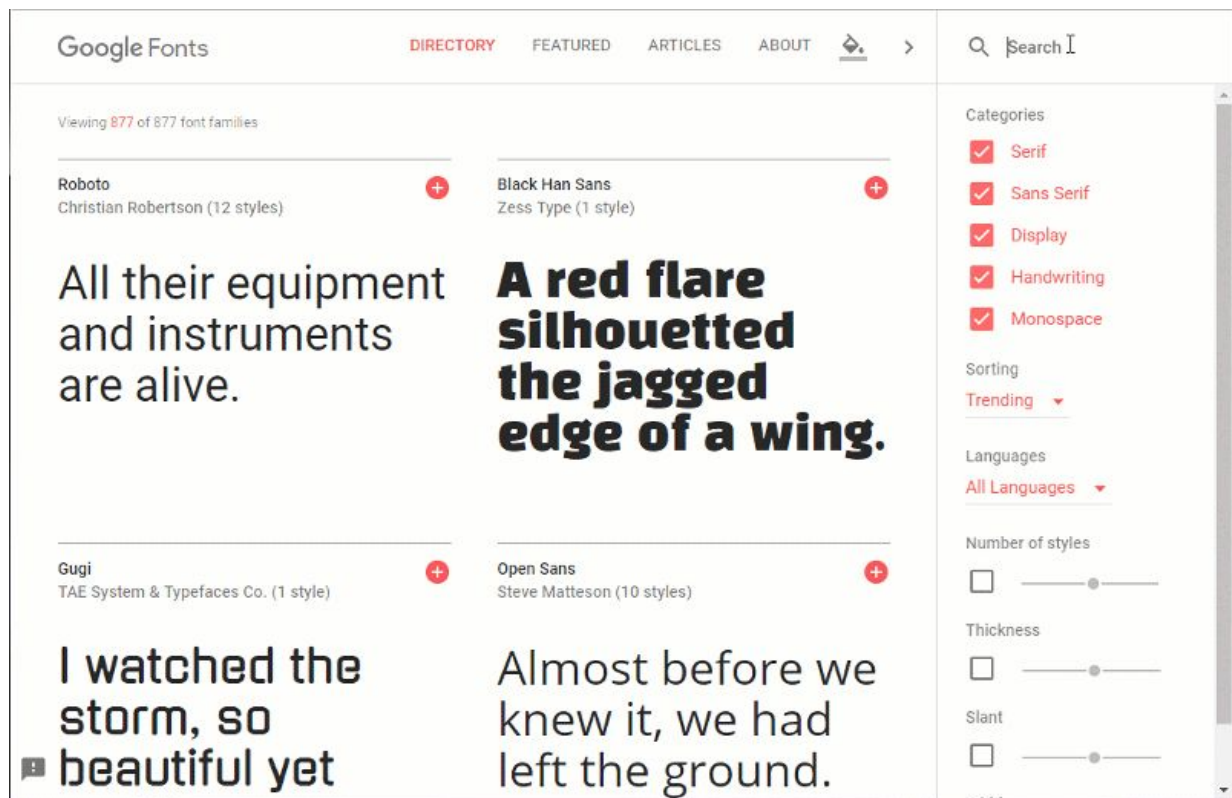 Google Fonts
DIRECTORY
FEATURED
ARTICLES
ABOUT
Search
Viewing 877 of 877 font families
Roboto
Christian Robertson (12 styles)
All their equipment
and instruments
are alive.
Black Han Sans
Zess Type (1 style)
A red flare
silhouetted
the jagged
edge of a wing.
Gugi
TAE System & Typefaces Co. (1 style)
I watched the
storm, so
beautiful yet
Open Sans
Steve Matteson (10 styles)
Almost before we
knew it, we had
left the ground.
Categories
Serif
Sans Serif
Display
Handwriting
Monospace
Sorting
Trending
Languages
All Languages
Number of styles
Thickness
Slant